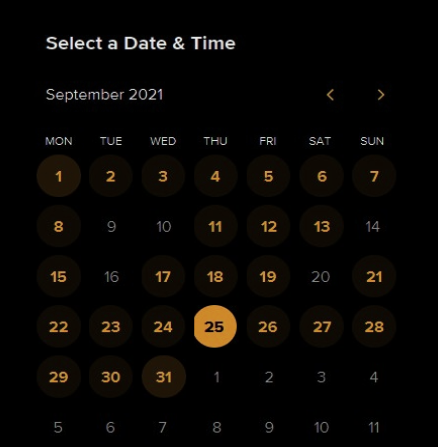 Select a Date & Time
September 2021
MON TUE WED THU FRI SAT SUN
1 2 3 4 5 6 7
8 9 10 11 12 13 14
15 16 17 18 19 20 21
22 23 24 25 26 27 28
29 30 31 1 2 3 4
5 6 7 8 9 10 11